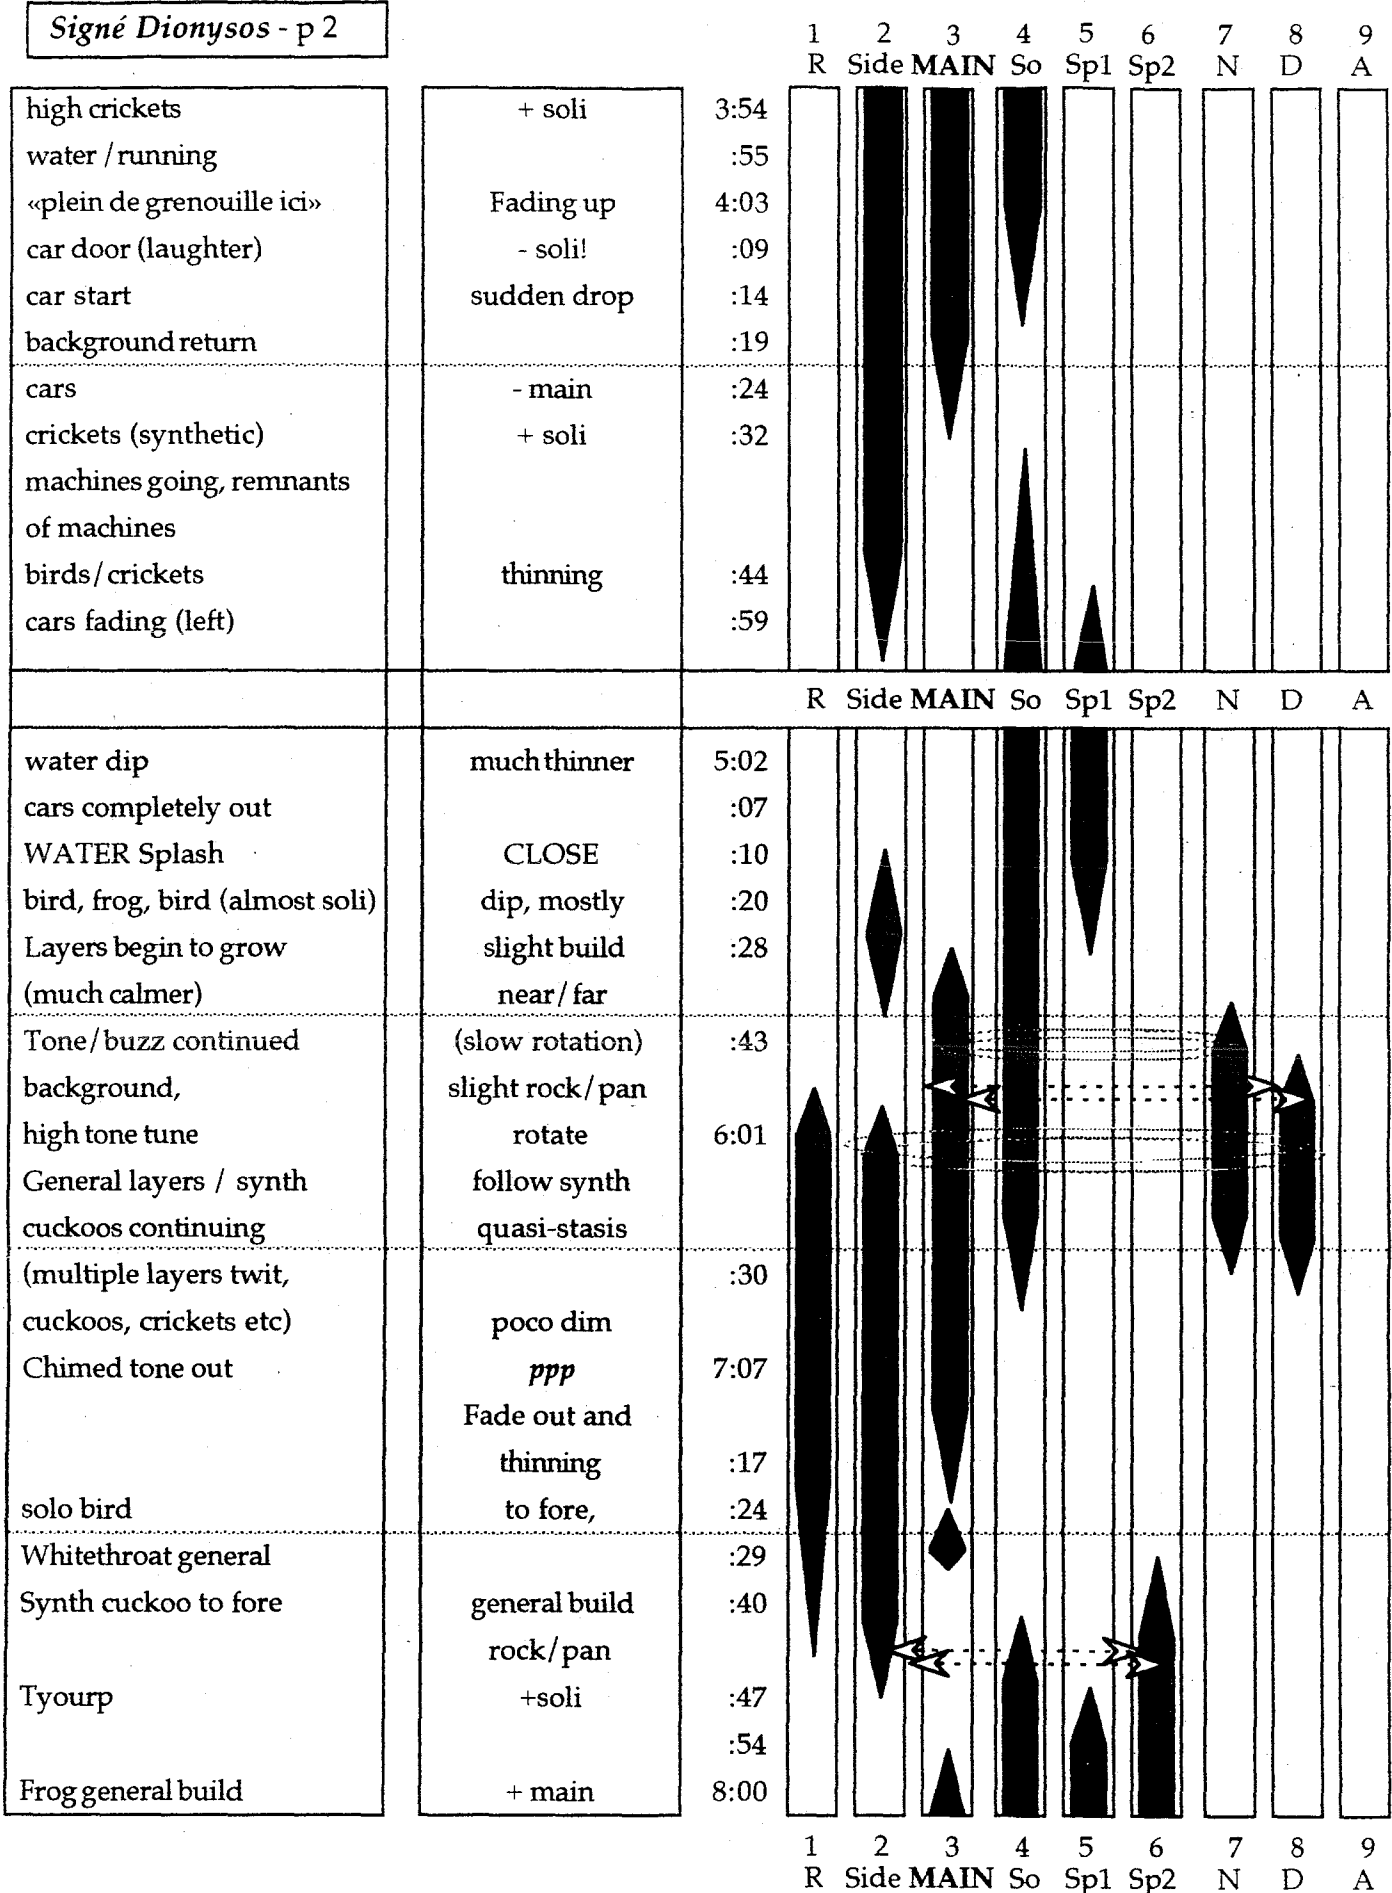 Signé Dionysos - p 2
1 2 3 4 5 6 7 8 9
R Side MAIN So Sp1 Sp2 N D A
high crickets + soli 3:54
water / running :55
«plein de grenouille ici» Fading up 4:03
car door (laughter) - soli! :09
car start sudden drop :14
background return :19
cars - main :24
crickets (synthetic) + soli :32
machines going, remnants
of machines
birds/crickets thinning :44
cars fading (left) :59
R Side MAIN So Sp1 Sp2 N D A
water dip much thinner 5:02
cars completely out :07
WATER Splash CLOSE :10
bird, frog, bird (almost soli) dip, mostly :20
Layers begin to grow slight build :28
(much calmer) near/far
Tone/buzz continued (slow rotation) :43
background, slight rock/pan
high tone tune rotate 6:01
General layers / synth follow synth
cuckoos continuing quasi-stasis
(multiple layers twit, :30
cuckoos, crickets etc) poco dim
Chimed tone out ppp 7:07
Fade out and
thinning :17
solo bird to fore, :24
Whitethroat general :29
Synth cuckoo to fore general build :40
rock/pan
Tyourp +soli :47
:54
Frog general build + main 8:00
1 2 3 4 5 6 7 8 9
R Side MAIN So Sp1 Sp2 N D A